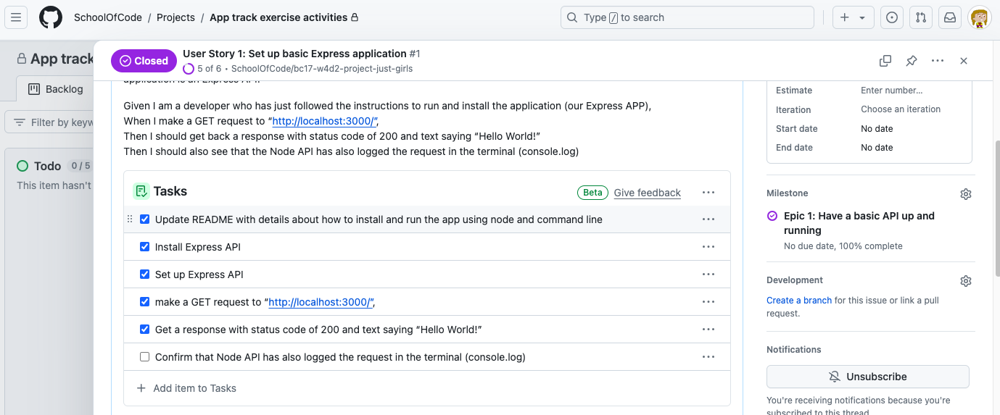 SchoolOfCode / Projects / App track exercise activities
Type / to search
App track
Backlog
Filter by keyw
Todo 0 / 5
This item hasn't
Closed
User Story 1: Set up basic Express application #1
5 of 6 • SchoolOfCode/bc17-w4d2-project-just-girls
application is an Express API.
Given I am a developer who has just followed the instructions to run and install the application (our Express APP),
When I make a GET request to “http://localhost:3000/”,
Then I should get back a response with status code of 200 and text saying “Hello World!”
Then I should also see that the Node API has also logged the request in the terminal (console.log)
Tasks
Beta Give feedback
Update README with details about how to install and run the app using node and command line
Install Express API
Set up Express API
make a GET request to “http://localhost:3000/”,
Get a response with status code of 200 and text saying “Hello World!”
Confirm that Node API has also logged the request in the terminal (console.log)
Add item to Tasks
Estimate Enter number...
Iteration Choose an iteration
Start date No date
End date No date
Milestone
Epic 1: Have a basic API up and
running
No due date, 100% complete
Development
Create a branch for this issue or link a pull
request.
Notifications
Unsubscribe
You're receiving notifications because you're
subscribed to this thread.